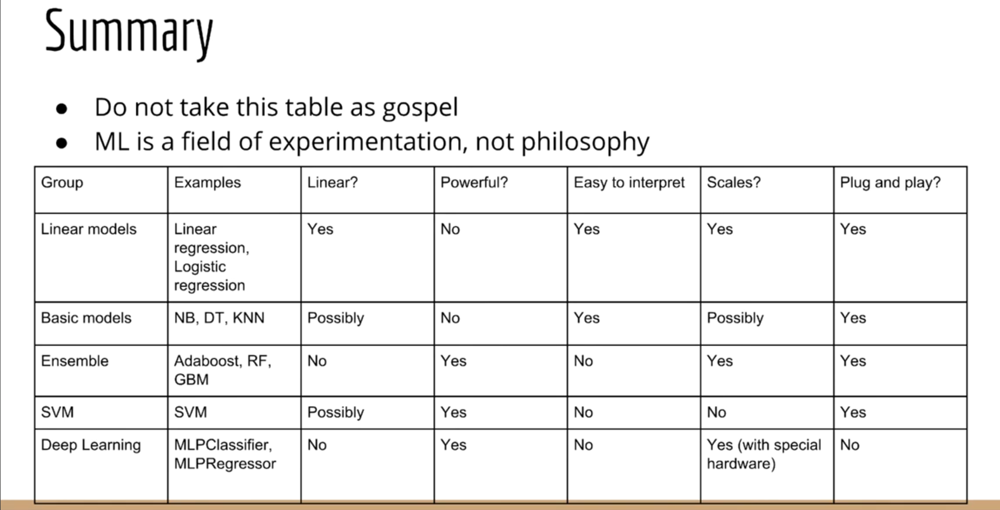 Summary
● Do not take this table as gospel
● ML is a field of experimentation, not philosophy
Group Examples Linear? Powerful? Easy to interpret Scales? Plug and play?
Linear models Linear Yes No Yes Yes Yes
regression,
Logistic
regression
Basic models NB, DT, KNN Possibly No Yes Possibly Yes
Ensemble Adaboost, RF, No Yes No Yes Yes
GBM
SVM SVM Possibly Yes No No Yes
Deep Learning MLPClassifier, No Yes No Yes (with special No
MLPRegressor hardware)